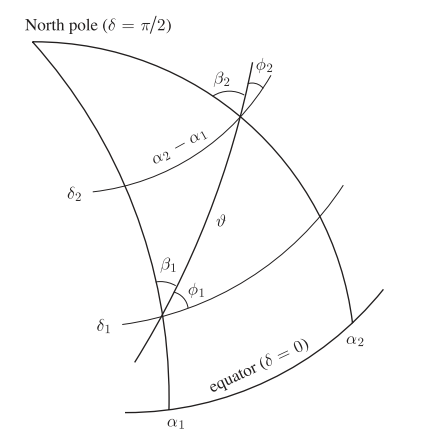 North pole (δ = π/2)
ϕ₂
β₂
α₂ − α₁
δ₂
ϑ
β₁
ϕ₁
δ₁
equator (δ = 0)
α₂
α₁